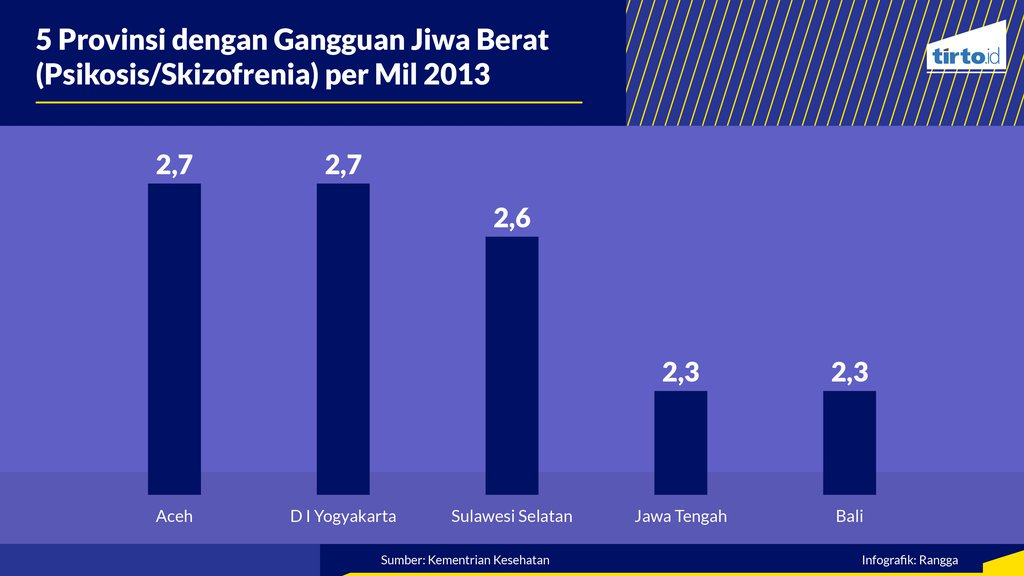 5 Provinsi dengan Gangguan Jiwa Berat
(Psikosis/Skizofrenia) per Mil 2013
tirto.id
2,7
2,7
2,6
2,3
2,3
Aceh
D I Yogyakarta
Sulawesi Selatan
Jawa Tengah
Bali
Sumber: Kementrian Kesehatan
Infografik: Rangga